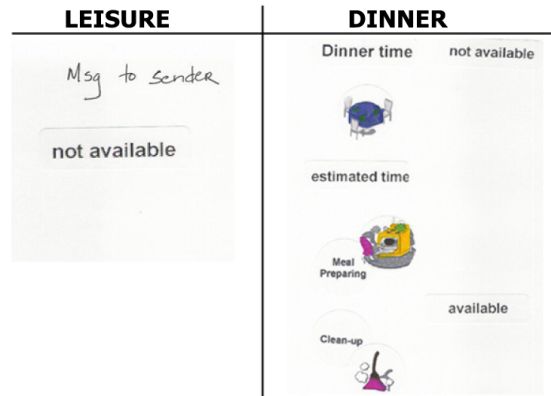 LEISURE
Msg to sender
not available
DINNER
Dinner time
not available
estimated time
Meal
Preparing
available
Clean-up